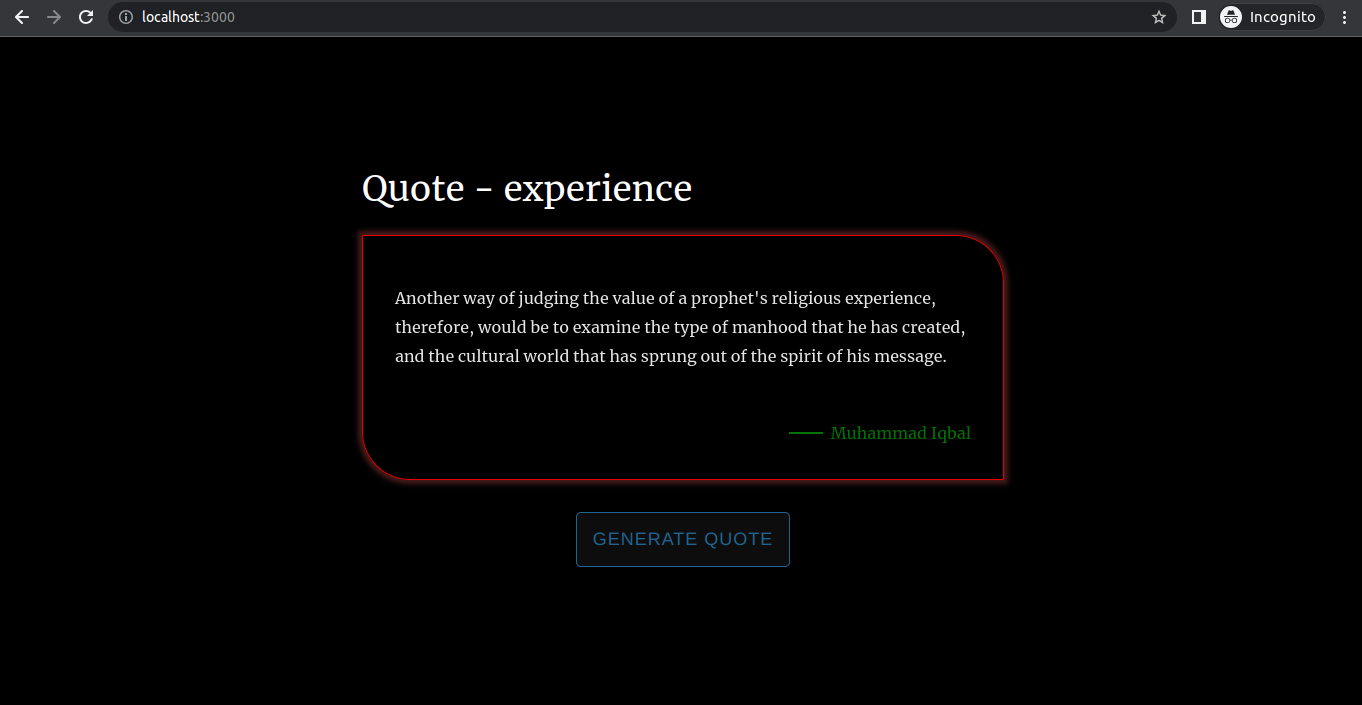 localhost:3000
Incognito
Quote - experience
Another way of judging the value of a prophet's religious experience,
therefore, would be to examine the type of manhood that he has created,
and the cultural world that has sprung out of the spirit of his message.
Muhammad Iqbal
GENERATE QUOTE